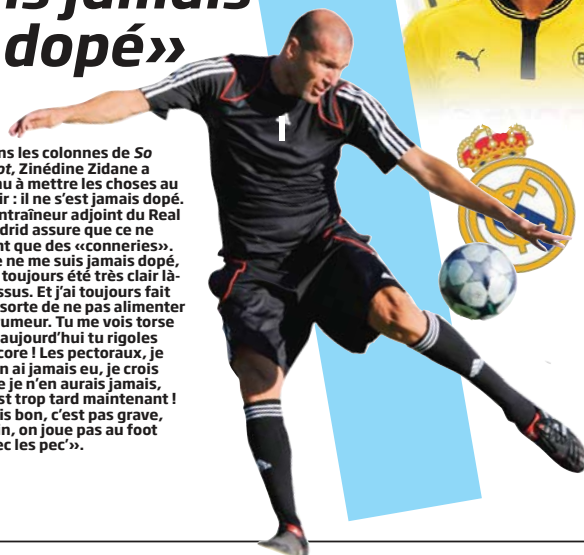 is jamais
dopé»
ns les colonnes de So
ot, Zinédine Zidane a
nu à mettre les choses au
ir : il ne s'est jamais dopé.
ntraîneur adjoint du Real
drid assure que ce ne
nt que des «conneries».
e ne me suis jamais dopé,
toujours été très clair là-
ssus. Et j'ai toujours fait
sorte de ne pas alimenter
umeur. Tu me vois torse
aujourd'hui tu rigoles
core ! Les pectoraux, je
n ai jamais eu, je crois
e je n'en aurais jamais,
st trop tard maintenant !
is bon, c'est pas grave,
in, on joue pas au foot
ec les pec'».
1